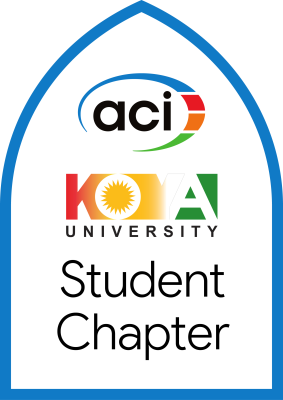 aci
KOYA
UNIVERSITY
Student
Chapter